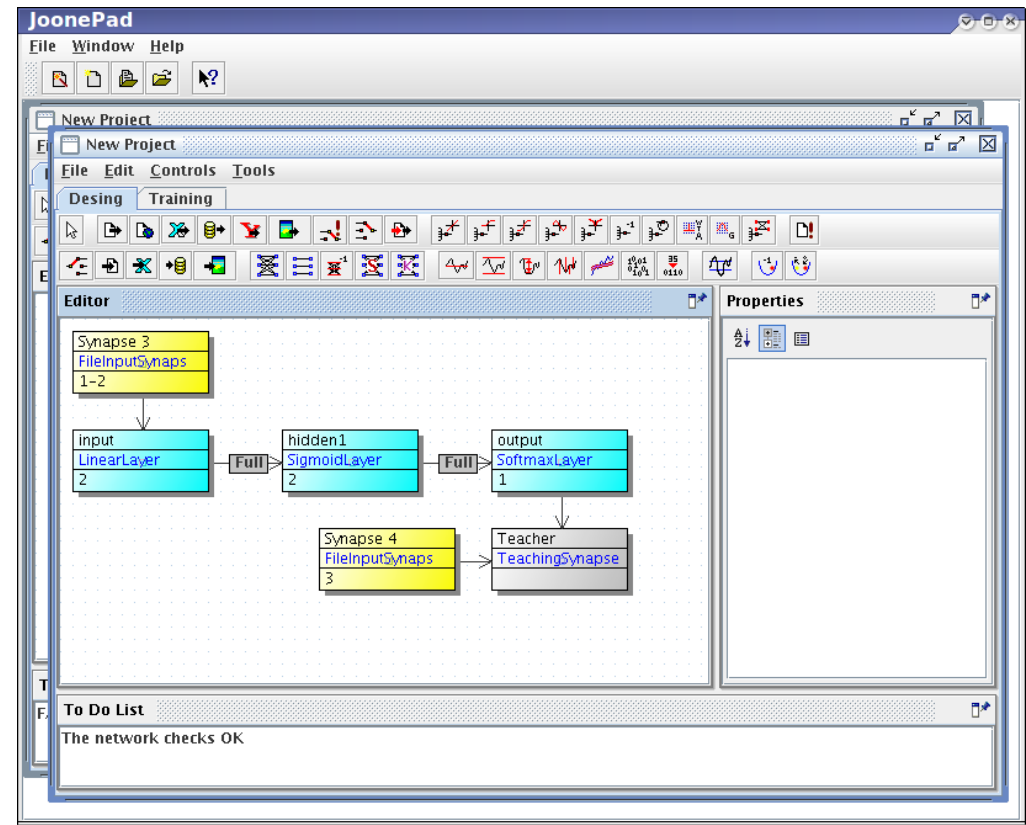 JoonePad
File Window Help
New Project
New Project
File Edit Controls Tools
Desing Training
Editor
Properties
Synapse 3
FileInputSynaps
1-2
input
LinearLayer
2
Full
hidden1
SigmoidLayer
2
Full
output
SoftmaxLayer
1
Synapse 4
FileInputSynaps
3
Teacher
TeachingSynapse
To Do List
The network checks OK